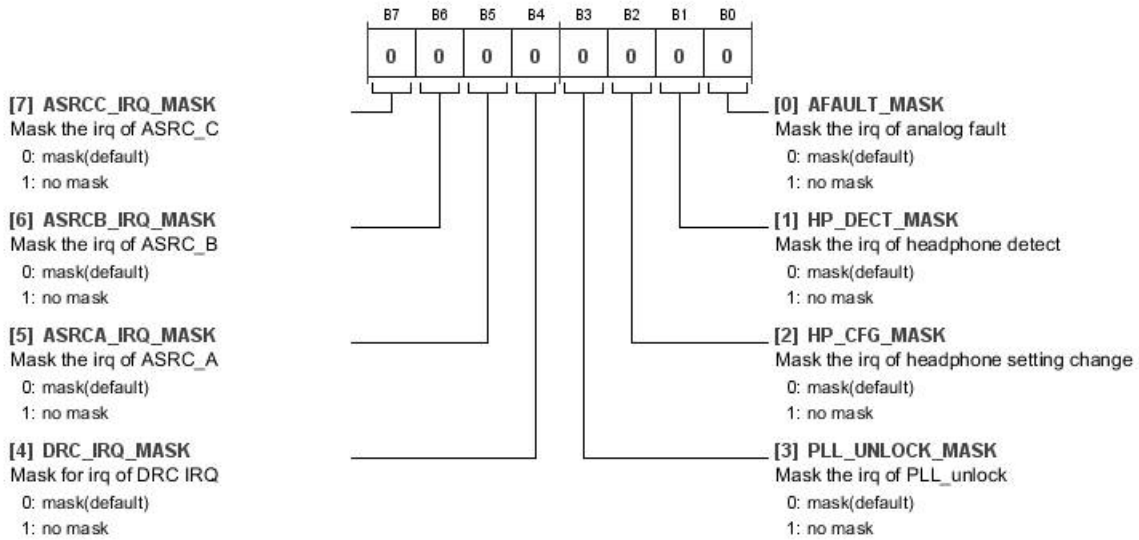 B7 B6 B5 B4 B3 B2 B1 B0
0 0 0 0 0 0 0 0
[7] ASRCC_IRQ_MASK
Mask the irq of ASRC_C
0: mask(default)
1: no mask
[6] ASRCB_IRQ_MASK
Mask the irq of ASRC_B
0: mask(default)
1: no mask
[5] ASRCA_IRQ_MASK
Mask the irq of ASRC_A
0: mask(default)
1: no mask
[4] DRC_IRQ_MASK
Mask for irq of DRC IRQ
0: mask(default)
1: no mask
[0] AFAULT_MASK
Mask the irq of analog fault
0: mask(default)
1: no mask
[1] HP_DECT_MASK
Mask the irq of headphone detect
0: mask(default)
1: no mask
[2] HP_CFG_MASK
Mask the irq of headphone setting change
0: mask(default)
1: no mask
[3] PLL_UNLOCK_MASK
Mask the irq of PLL_unlock
0: mask(default)
1: no mask